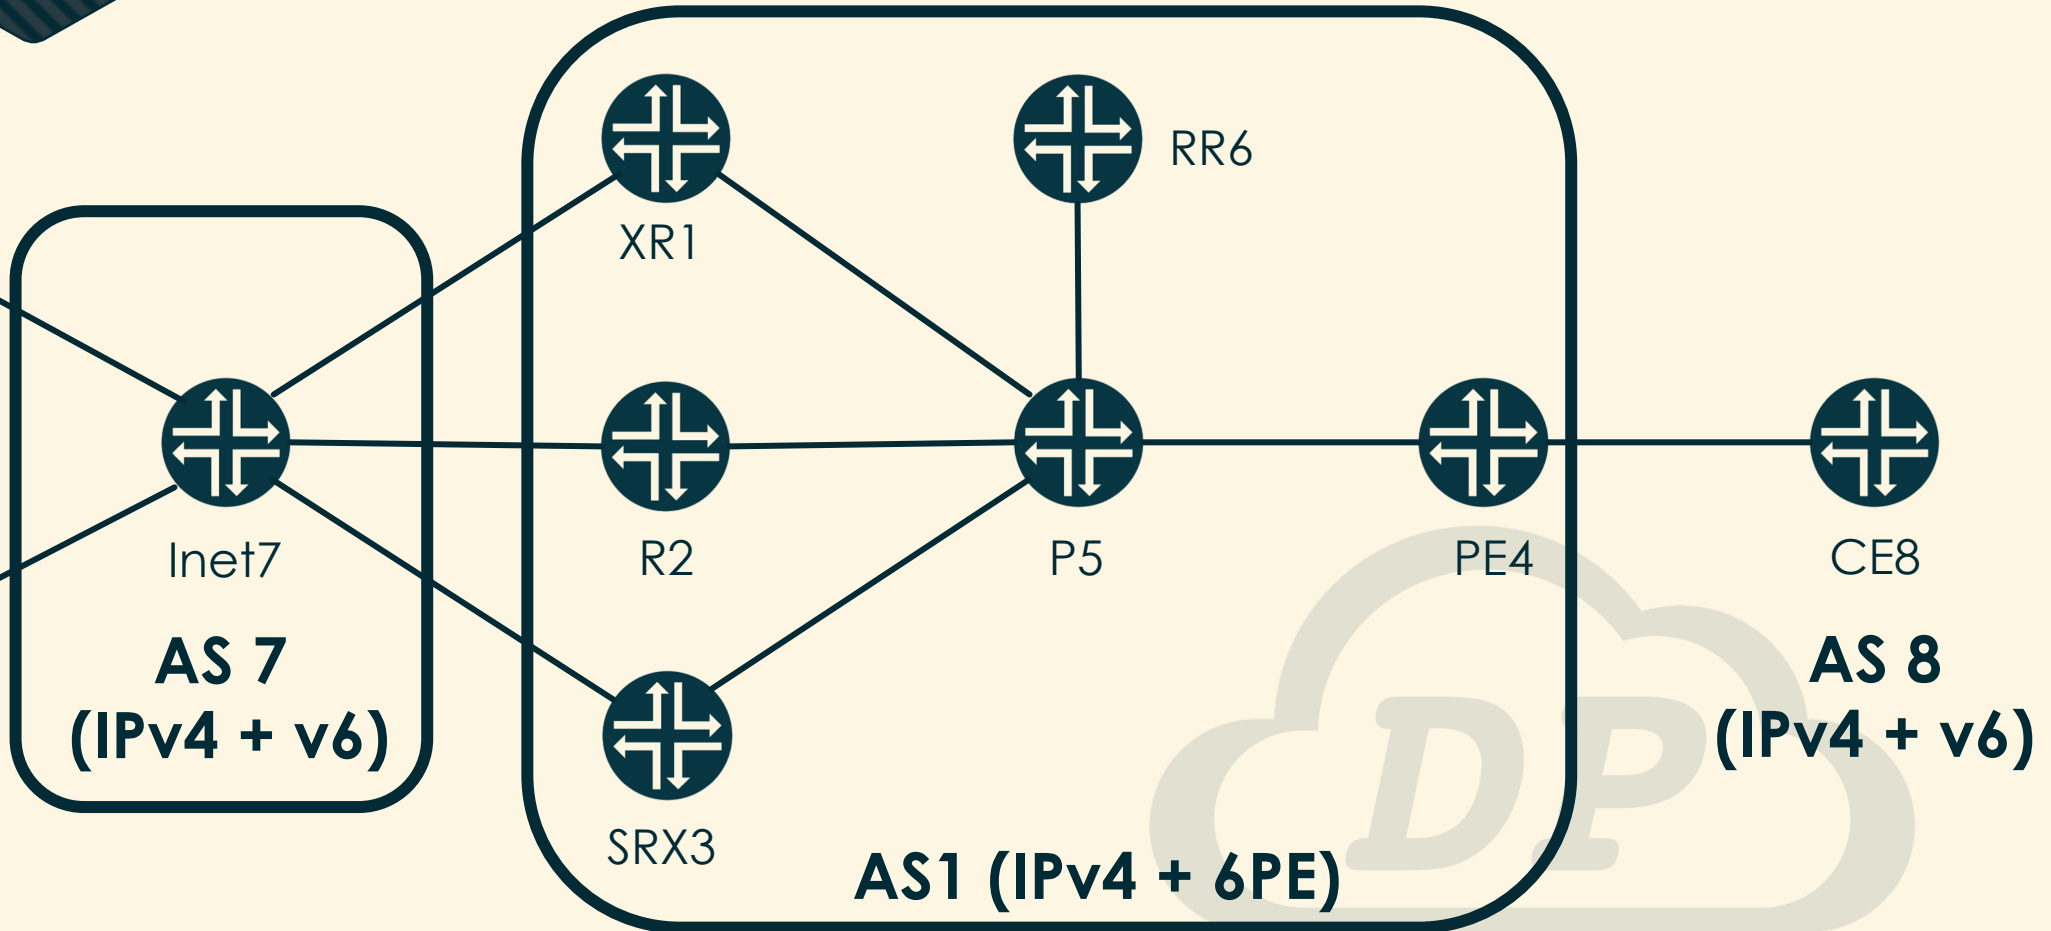 XR1
RR6
Inet7
R2
P5
PE4
CE8
AS 7
(IPv4 + v6)
AS 8
(IPv4 + v6)
SRX3
AS1 (IPv4 + 6PE)
DP